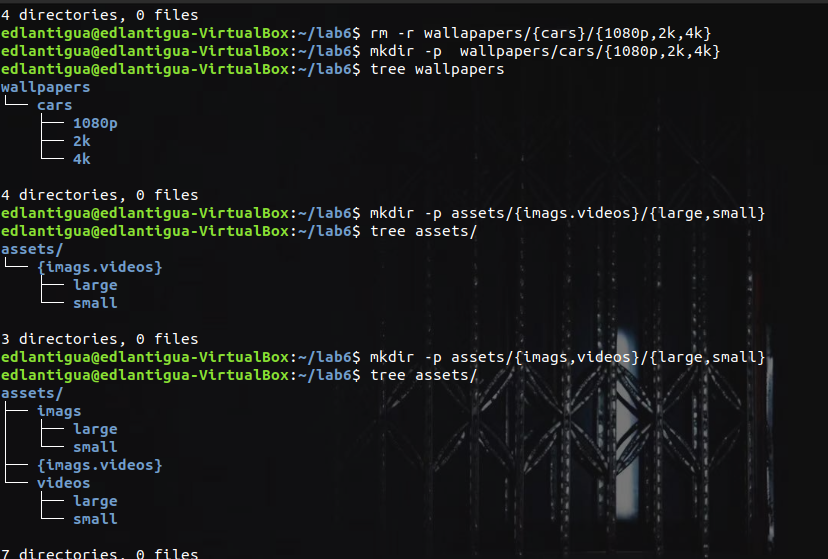 4 directories, 0 files
edlantigua@edlantigua-VirtualBox:~/lab6$ rm -r wallapapers/{cars}/{1080p,2k,4k}
edlantigua@edlantigua-VirtualBox:~/lab6$ mkdir -p  wallpapers/cars/{1080p,2k,4k}
edlantigua@edlantigua-VirtualBox:~/lab6$ tree wallpapers
wallpapers
└── cars
    ├── 1080p
    ├── 2k
    └── 4k

4 directories, 0 files
edlantigua@edlantigua-VirtualBox:~/lab6$ mkdir -p assets/{imags.videos}/{large,small}
edlantigua@edlantigua-VirtualBox:~/lab6$ tree assets/
assets/
└── {imags.videos}
    ├── large
    └── small

3 directories, 0 files
edlantigua@edlantigua-VirtualBox:~/lab6$ mkdir -p assets/{imags,videos}/{large,small}
edlantigua@edlantigua-VirtualBox:~/lab6$ tree assets/
assets/
├── imags
│   ├── large
│   └── small
├── {imags.videos}
└── videos
    ├── large
    └── small

7 directories, 0 files